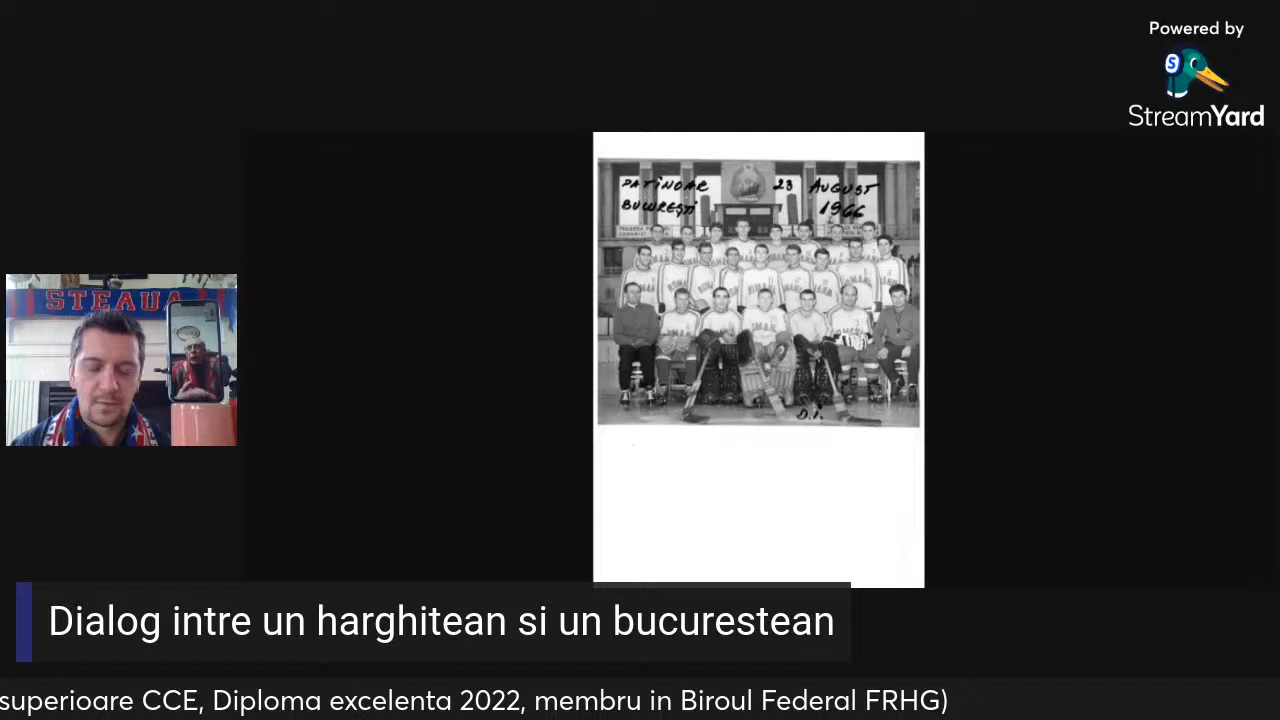 Powered by
S
StreamYard
PATINOAR 23 AUGUST
BUCUREȘTI 1966
STEAUA
D.I.
Dialog intre un harghitean si un bucurestean
superioare CCE, Diploma excelenta 2022, membru in Biroul Federal FRHG)